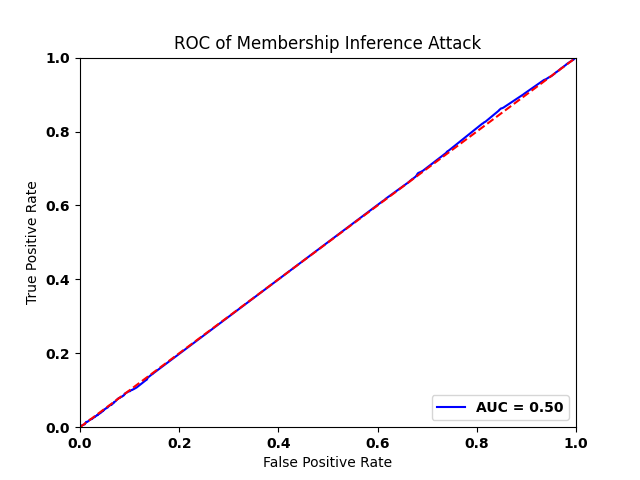 ROC of Membership Inference Attack
1.0
0.8
0.6
0.4
0.2
0.0
True Positive Rate
AUC = 0.50
0.0 0.2 0.4 0.6 0.8 1.0
False Positive Rate